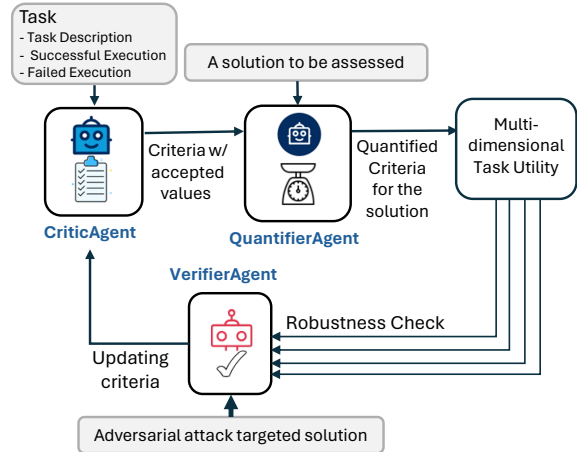 Task
- Task Description
- Successful Execution
- Failed Execution
A solution to be assessed
Criteria w/
accepted
values
Quantified
Criteria
for the
solution
Multi-
dimensional
Task Utility
CriticAgent
QuantifierAgent
VerifierAgent
Robustness Check
Updating
criteria
Adversarial attack targeted solution